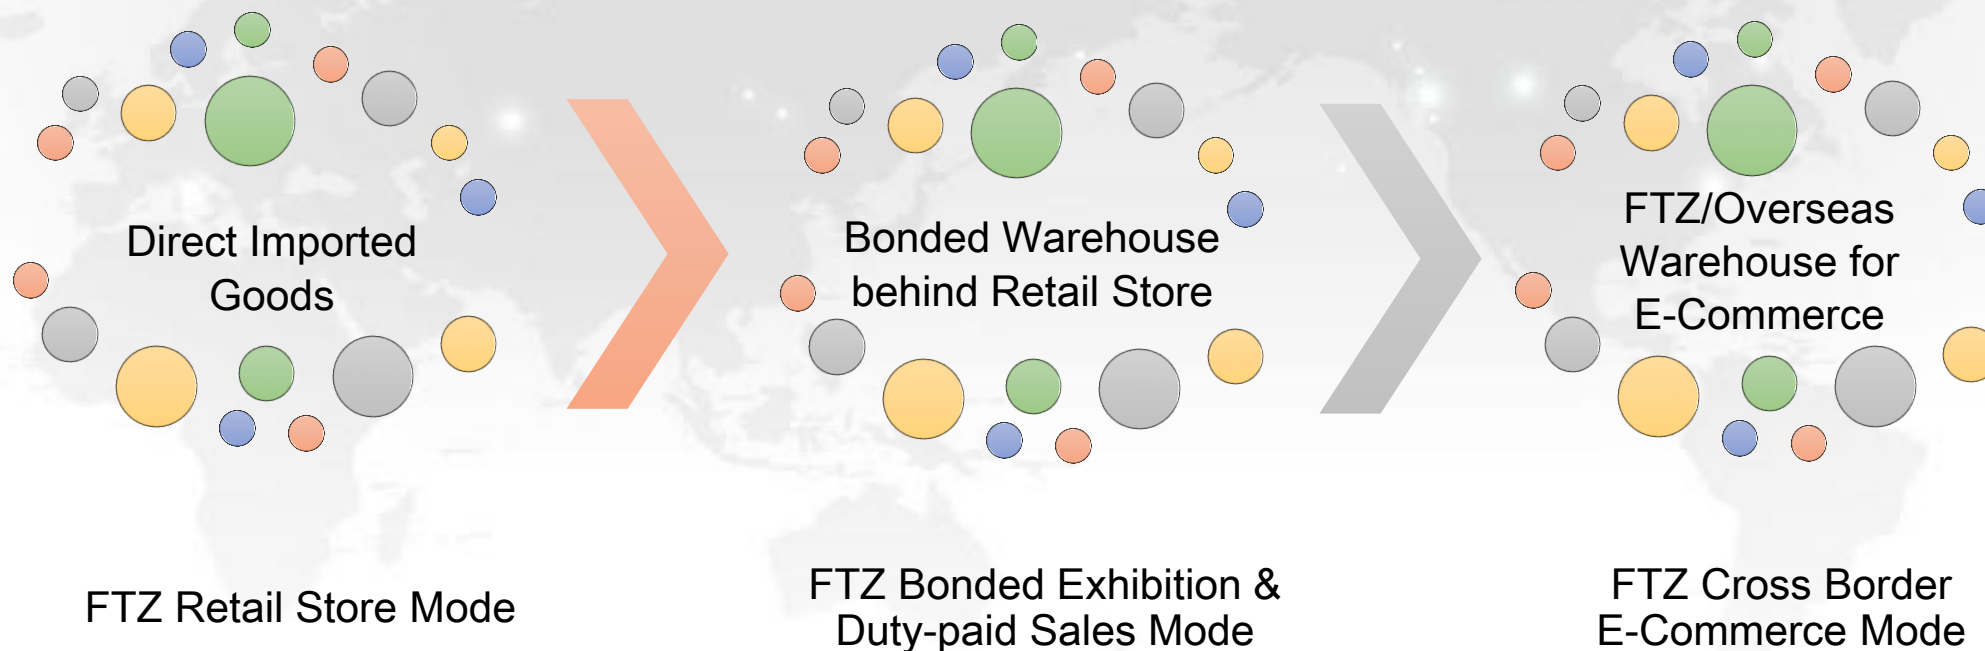 Direct Imported
Goods
Bonded Warehouse
behind Retail Store
FTZ/Overseas
Warehouse for
E-Commerce
FTZ Retail Store Mode
FTZ Bonded Exhibition &
Duty-paid Sales Mode
FTZ Cross Border
E-Commerce Mode